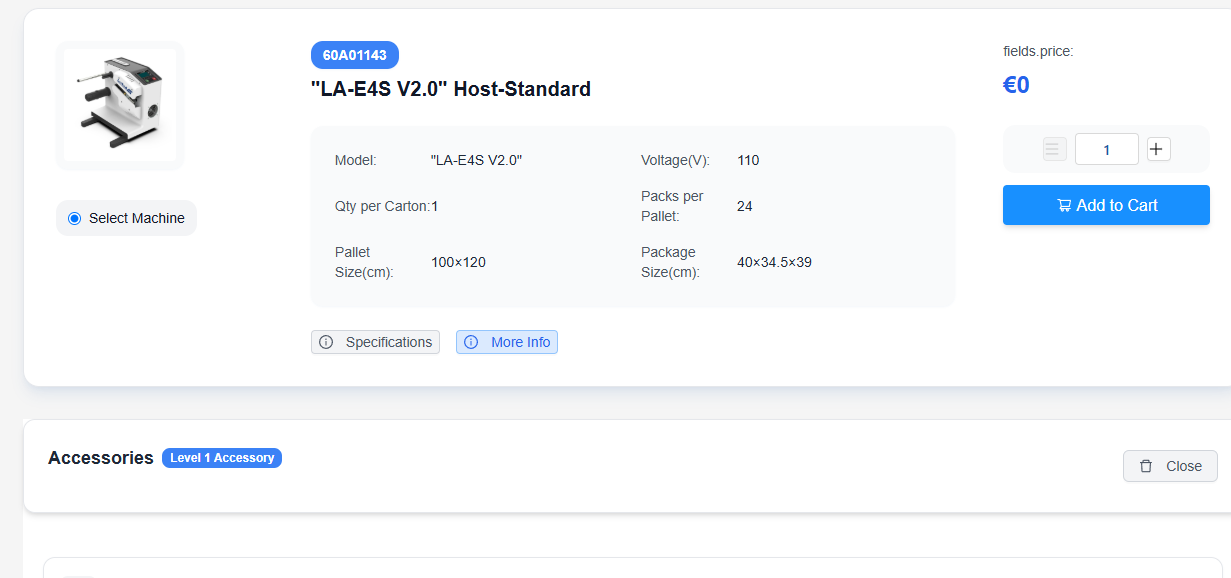 60A01143
"LA-E4S V2.0" Host-Standard
fields.price:
€0
Model: "LA-E4S V2.0" Voltage(V): 110
1
Qty per Carton: 1 Packs per Pallet: 24
Add to Cart
Select Machine
Pallet Size(cm): 100×120 Package Size(cm): 40×34.5×39
Specifications More Info
Accessories Level 1 Accessory
Close